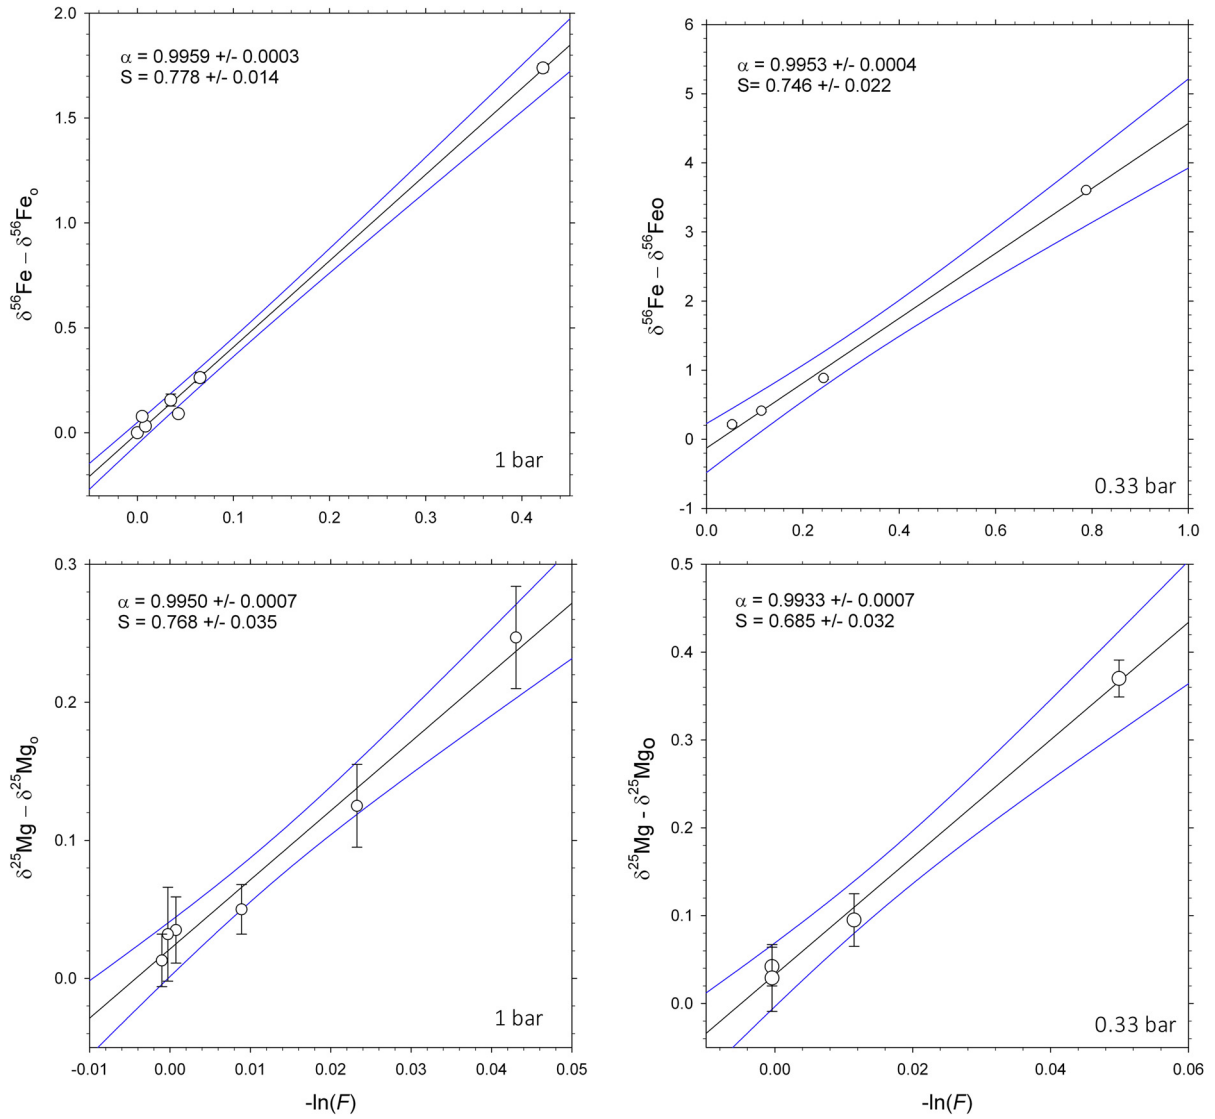 α = 0.9959 +/- 0.0003
S = 0.778 +/- 0.014
2.0
1.5
1.0
0.5
0.0
δ⁵⁶Fe – δ⁵⁶Feₒ
0.0 0.1 0.2 0.3 0.4
1 bar
α = 0.9953 +/- 0.0004
S= 0.746 +/- 0.022
6
5
4
3
2
1
0
-1
δ⁵⁶Fe – δ⁵⁶Feo
0.0 0.2 0.4 0.6 0.8 1.0
0.33 bar
α = 0.9950 +/- 0.0007
S = 0.768 +/- 0.035
0.3
0.2
0.1
0.0
δ²⁵Mg – δ²⁵Mgₒ
-0.01 0.00 0.01 0.02 0.03 0.04 0.05
1 bar
-ln(F)
α = 0.9933 +/- 0.0007
S = 0.685 +/- 0.032
0.5
0.4
0.3
0.2
0.1
0.0
δ²⁵Mg - δ²⁵Mgo
0.00 0.02 0.04 0.06
0.33 bar
-ln(F)